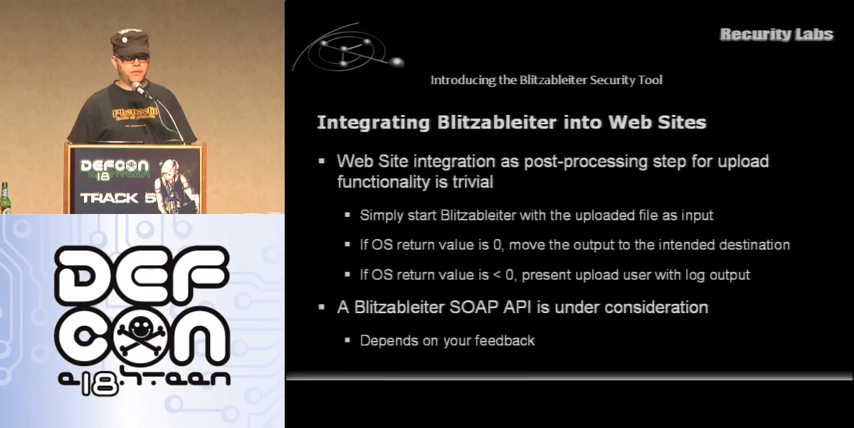 Recurity Labs
Introducing the Blitzableiter Security Tool
Integrating Blitzableiter into Web Sites
Web Site integration as post-processing step for upload
functionality is trivial
Simply start Blitzableiter with the uploaded file as input
If OS return value is 0, move the output to the intended destination
If OS return value is < 0, present upload user with log output
A Blitzableiter SOAP API is under consideration
Depends on your feedback
DEFCON
18
TRACK 5
DEF
CON